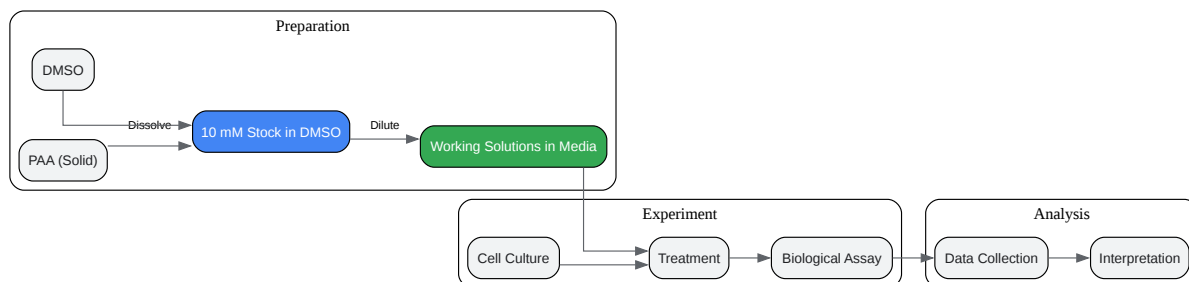 Preparation
DMSO
Dissolve
10 mM Stock in DMSO
Dilute
Working Solutions in Media
PAA (Solid)
Experiment
Cell Culture
Treatment
Biological Assay
Analysis
Data Collection
Interpretation